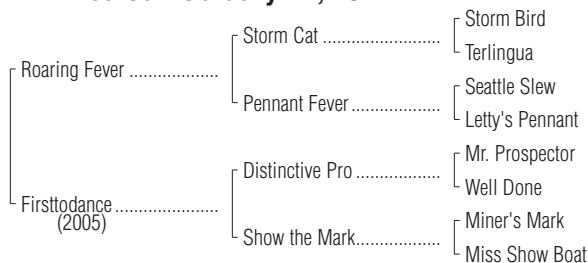 Roaring Fever
Firsttodance
(2005)
Storm Cat
Pennant Fever
Distinctive Pro
Show the Mark
Storm Bird
Terlingua
Seattle Slew
Letty's Pennant
Mr. Prospector
Well Done
Miner's Mark
Miss Show Boat